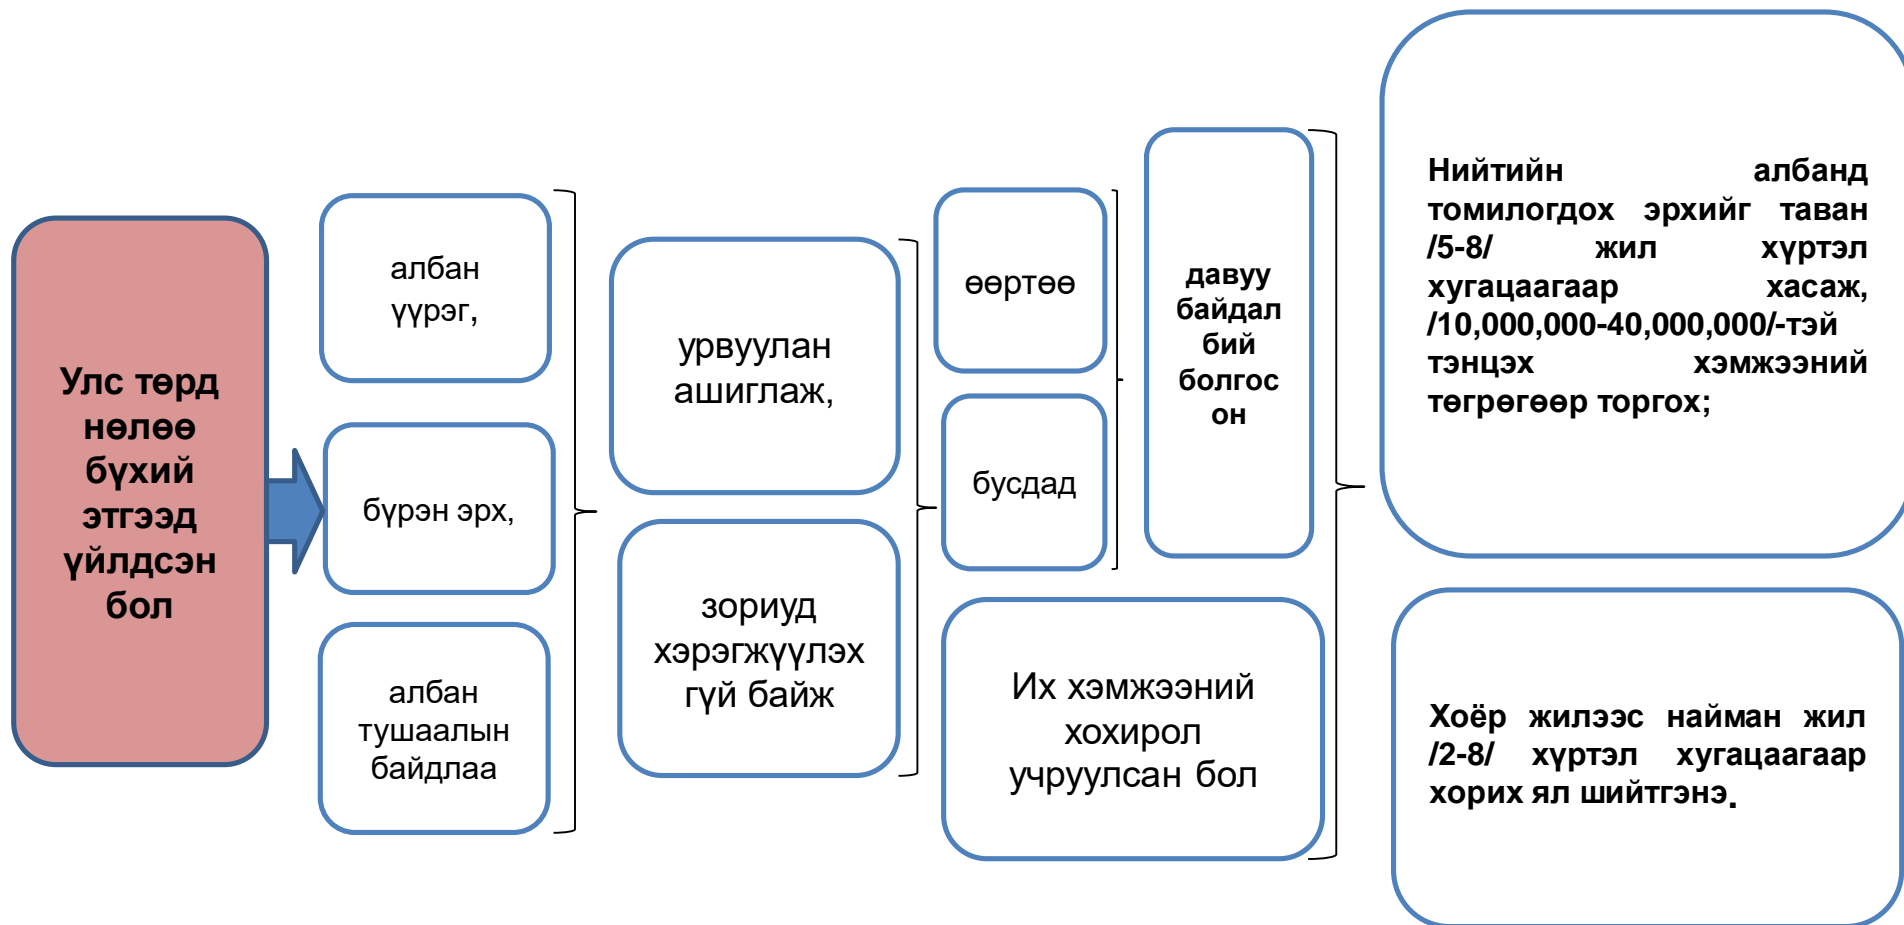 Улс төрд
нөлөө
бүхий
этгээд
үйлдсэн
бол
албан
үүрэг,
бүрэн эрх,
албан
тушаалын
байдлаа
урвуулан
ашиглаж,
зориуд
хэрэгжүүлэх
гүй байж
өөртөө
бусдад
давуу
байдал
бий
болгос
он
Их хэмжээний
хохирол
учруулсан бол
Нийтийн албанд
томилогдох эрхийг таван
/5-8/ жил хүртэл
хугацаагаар хасаж,
/10,000,000-40,000,000/-тэй
тэнцэх хэмжээний
төгрөгөөр торгох;
Хоёр жилээс найман жил
/2-8/ хүртэл хугацаагаар
хорих ял шийтгэнэ.